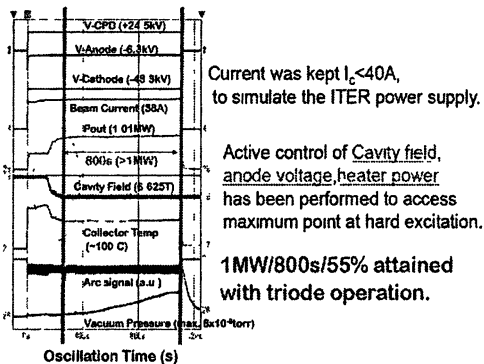 V-CPD (+24.5kV)
V-Anode (-6.3kV)
V-Cathode (-48.3kV)
Beam Current (38A)
Pout (1.01MW)
800s (>1MW)
Cavity Field (6.625T)
Collector Temp
(~100 C)
Arc signal (a.u.)
Vacuum Pressure (max.
Oscillation Time (s)
Current was kept Ic<40A,
to simulate the ITER power supply.
Active control of Cavity field,
anode voltage,heater power
has been performed to access
maximum point at hard excitation.
1MW/800s/55% attained
with triode operation.